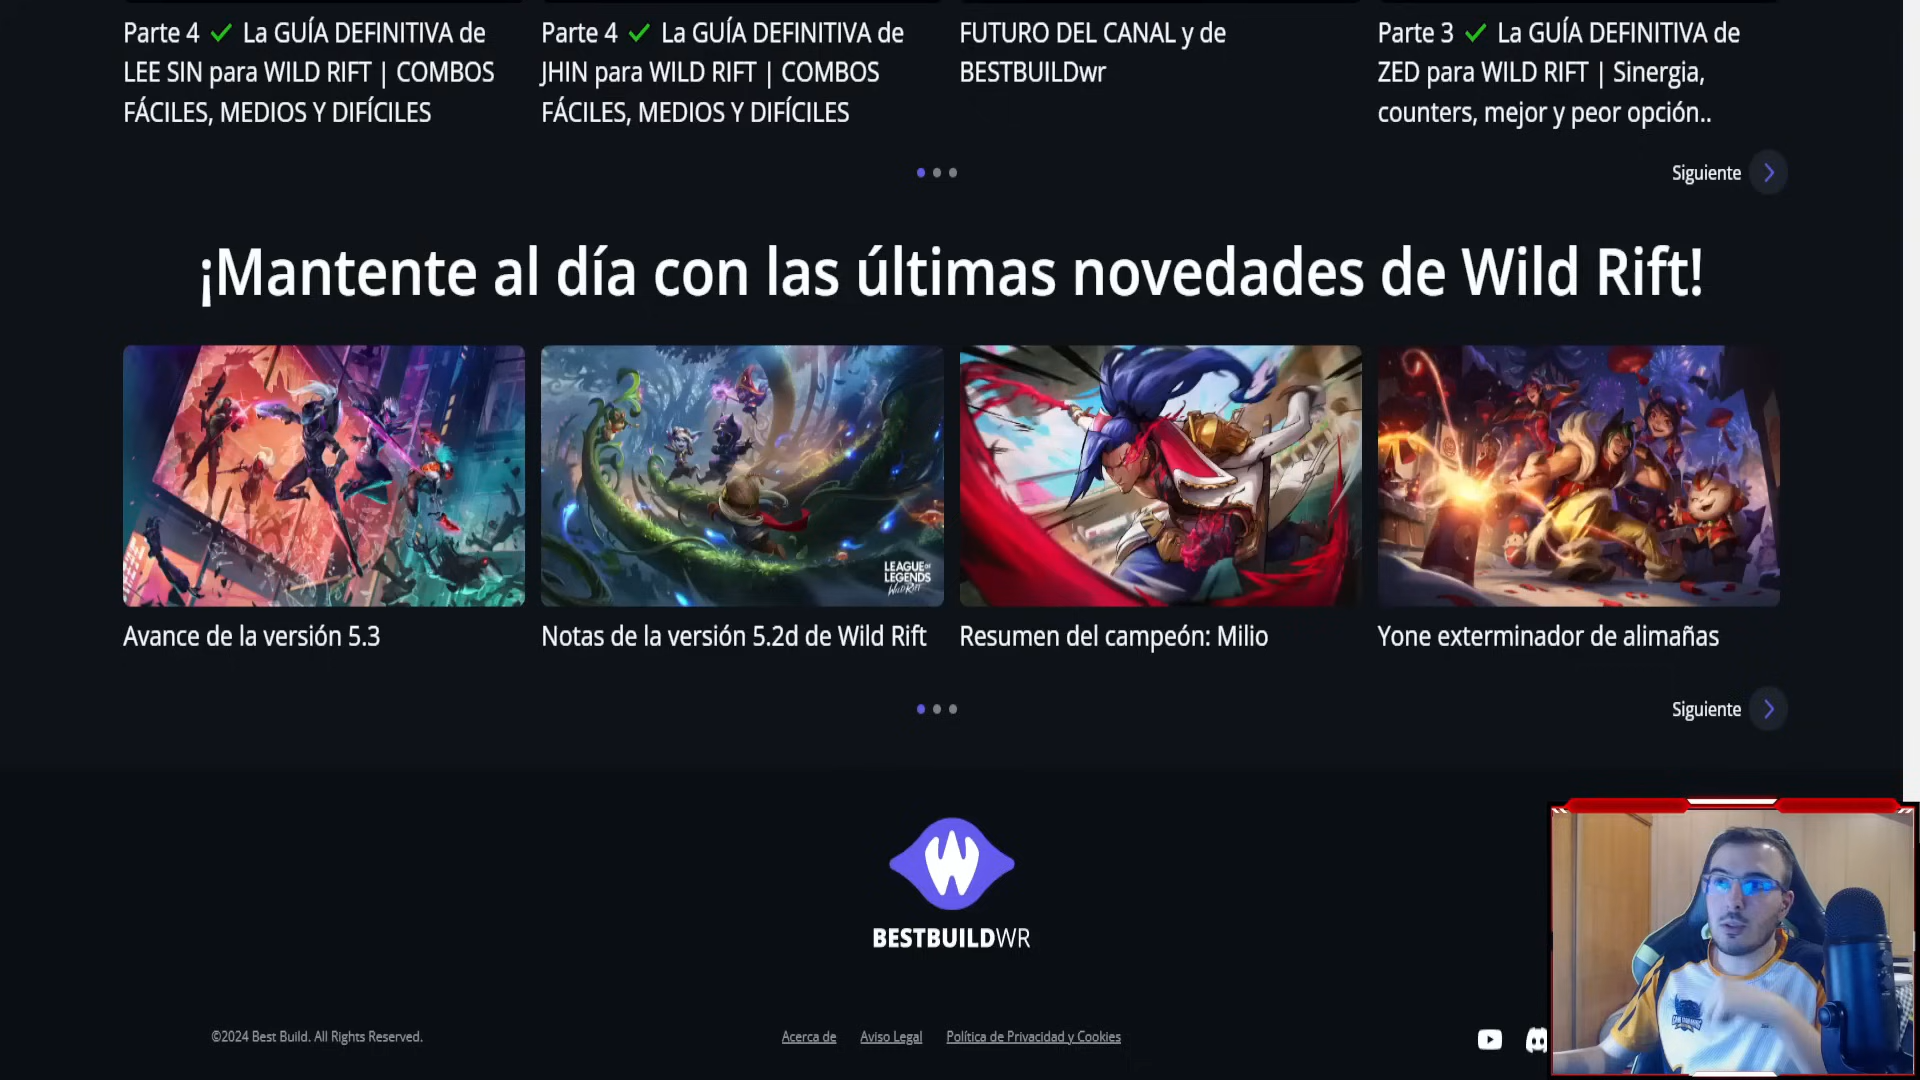 Parte 4 ✓ La GUÍA DEFINITIVA de
LEE SIN para WILD RIFT | COMBOS
FÁCILES, MEDIOS Y DIFÍCILES
Parte 4 ✓ La GUÍA DEFINITIVA de
JHIN para WILD RIFT | COMBOS
FÁCILES, MEDIOS Y DIFÍCILES
FUTURO DEL CANAL y de
BESTBUILDwr
Parte 3 ✓ La GUÍA DEFINITIVA de
ZED para WILD RIFT | Sinergia,
counters, mejor y peor opción..
Siguiente
¡Mantente al día con las últimas novedades de Wild Rift!
LEAGUE OF
LEGENDS
WILD RIFT
Avance de la versión 5.3
Notas de la versión 5.2d de Wild Rift
Resumen del campeón: Milio
Yone exterminador de alimañas
Siguiente
BESTBUILDWR
©2024 Best Build. All Rights Reserved.
Acerca de
Aviso Legal
Política de Privacidad y Cookies